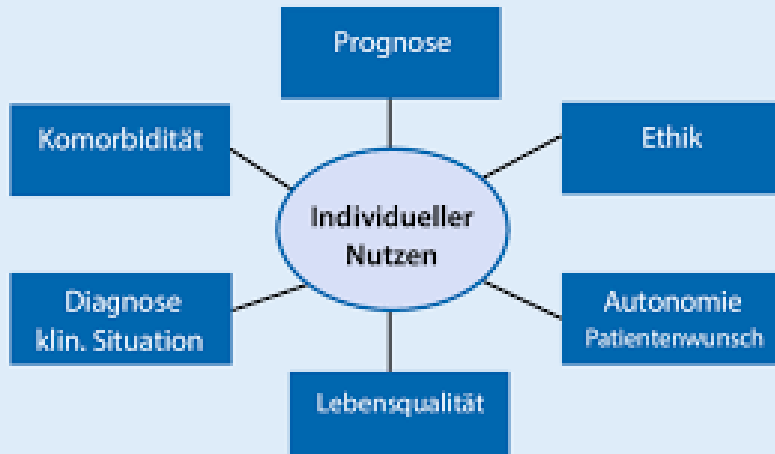 Prognose
Komorbidität
Ethik
Individueller
Nutzen
Diagnose
klin. Situation
Autonomie
Patientenwunsch
Lebensqualität